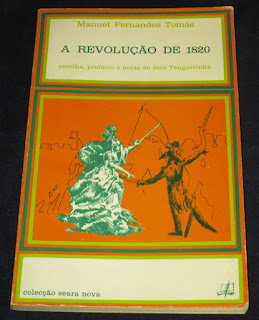 Manuel Fernandes Tomás
A REVOLUÇÃO DE 1820
recolha, prefácio e notas de José Tengarrinha
colecção seara nova